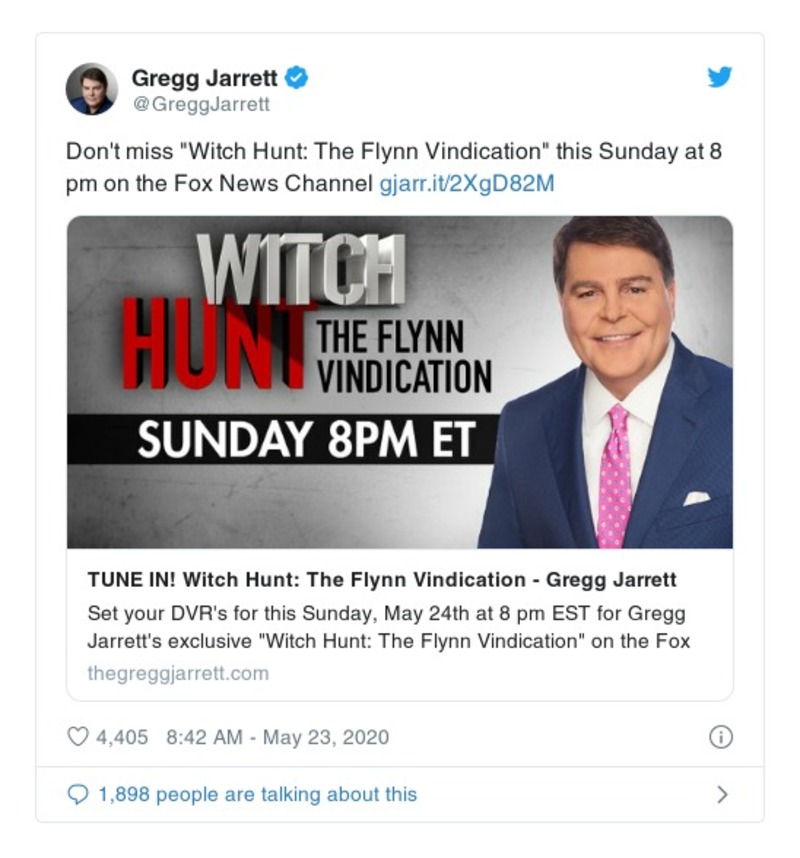 Gregg Jarrett
@GreggJarrett
Don't miss "Witch Hunt: The Flynn Vindication" this Sunday at 8
pm on the Fox News Channel gjarr.it/2XgD82M
WITCH
HUNT
THE FLYNN
VINDICATION
SUNDAY 8PM ET
TUNE IN! Witch Hunt: The Flynn Vindication - Gregg Jarrett
Set your DVR's for this Sunday, May 24th at 8 pm EST for Gregg
Jarrett's exclusive "Witch Hunt: The Flynn Vindication" on the Fox
thegreggjarrett.com
4,405 8:42 AM - May 23, 2020
1,898 people are talking about this